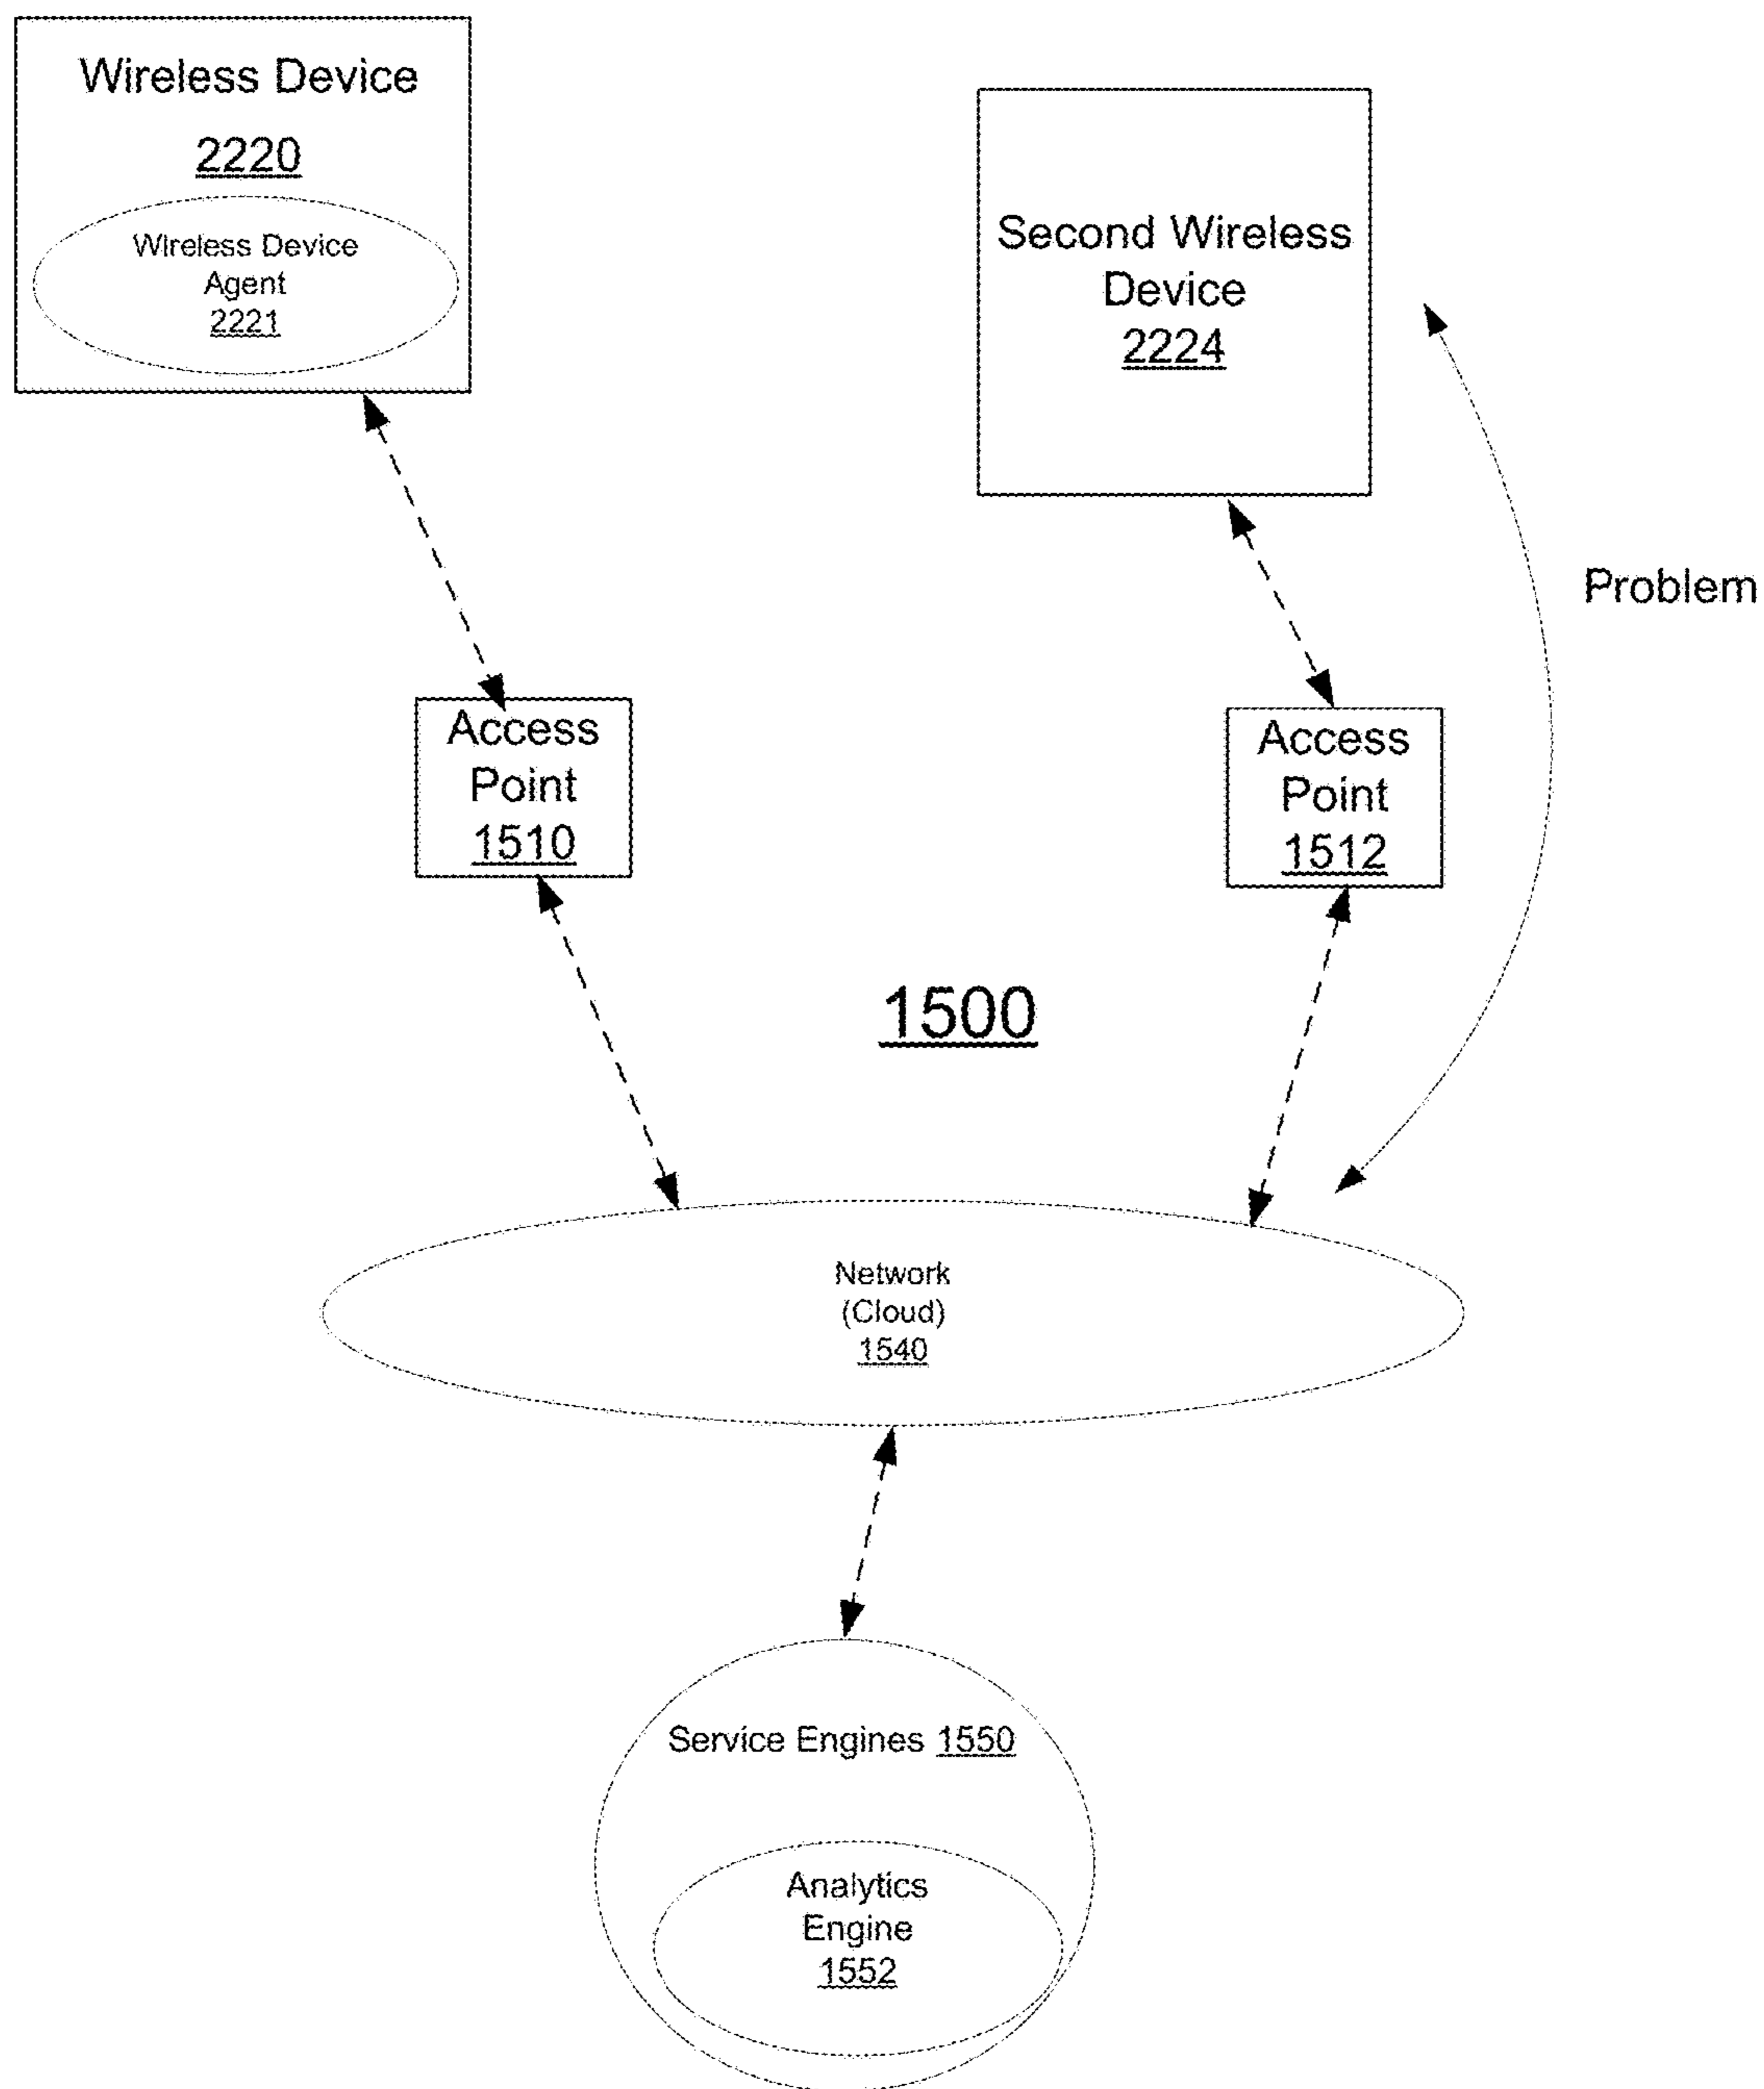 Wireless Device
2220
Wireless Device
Agent
2221
Second Wireless
Device
2224
Problem
Access
Point
1510
Access
Point
1512
1500
Network
(Cloud)
1540
Service Engines 1550
Analytics
Engine
1552